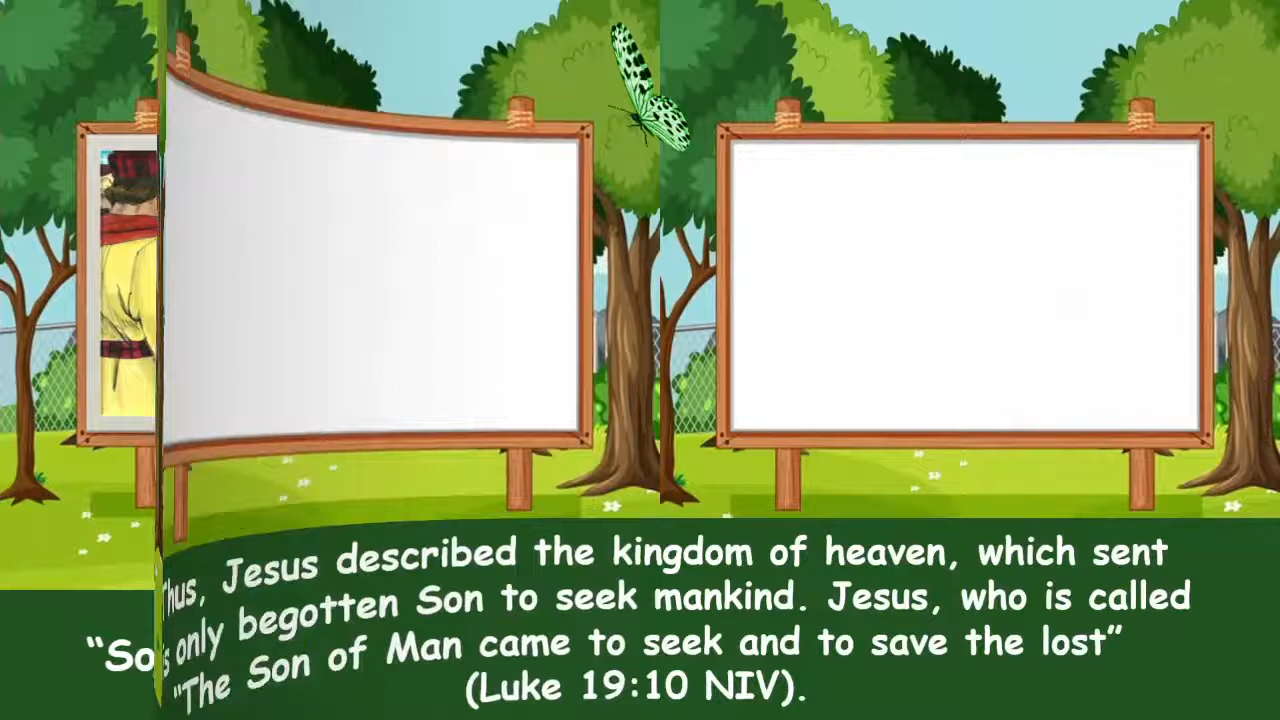 Thus, Jesus described the kingdom of heaven, which sent
s only begotten Son to seek mankind. Jesus, who is called
"The Son of Man came to seek and to save the lost”
(Luke 19:10 NIV).
“So